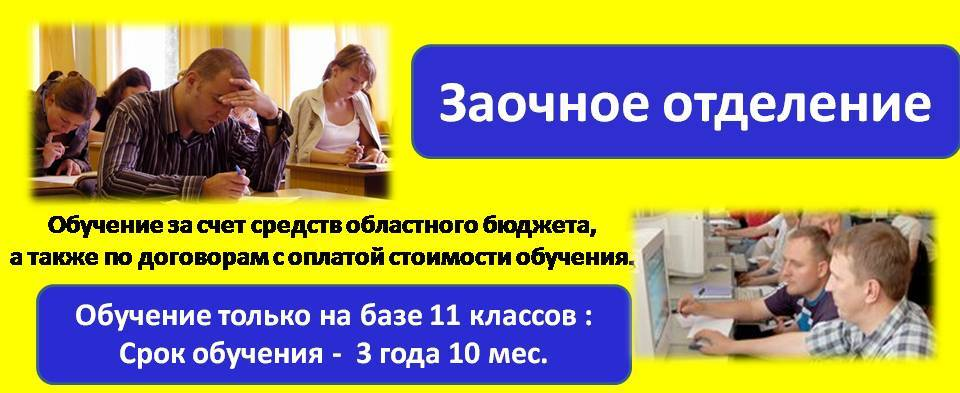 Заочное отделение
Обучение за счет средств областного бюджета,
а также по договорам с оплатой стоимости обучения.
Обучение только на базе 11 классов :
Срок обучения - 3 года 10 мес.